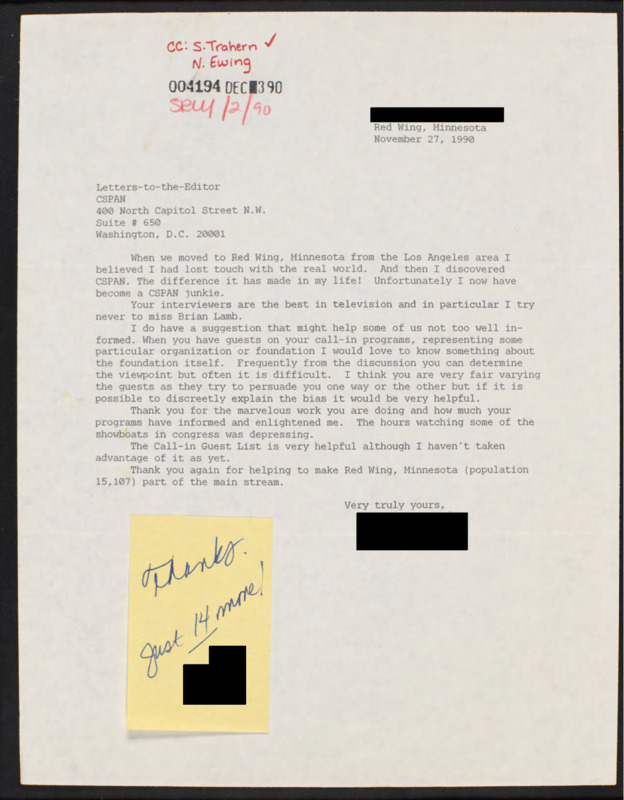 CC: S. Trahern ✓
N. Ewing
004194 DEC 3 90
/2/90
Red Wing, Minnesota
November 27, 1990
Letters-to-the-Editor
CSPAN
400 North Capitol Street N.W.
Suite # 650
Washington, D.C. 20001
When we moved to Red Wing, Minnesota from the Los Angeles area I
believed I had lost touch with the real world. And then I discovered
CSPAN. The difference it has made in my life! Unfortunately I now have
become a CSPAN junkie.
Your interviewers are the best in television and in particular I try
never to miss Brian Lamb.
I do have a suggestion that might help some of us not too well in-
formed. When you have guests on your call-in programs, representing some
particular organization or foundation I would love to know something about
the foundation itself. Frequently from the discussion you can determine
the viewpoint but often it is difficult. I think you are very fair varying
the guests as they try to persuade you one way or the other but if it is
possible to discreetly explain the bias it would be very helpful.
Thank you for the marvelous work you are doing and how much your
programs have informed and enlightened me. The hours watching some of the
showboats in congress was depressing.
The Call-in Guest List is very helpful although I haven't taken
advantage of it as yet.
Thank you again for helping to make Red Wing, Minnesota (population
15,107) part of the main stream.
Very truly yours,
Thanks.
Just 14 more!